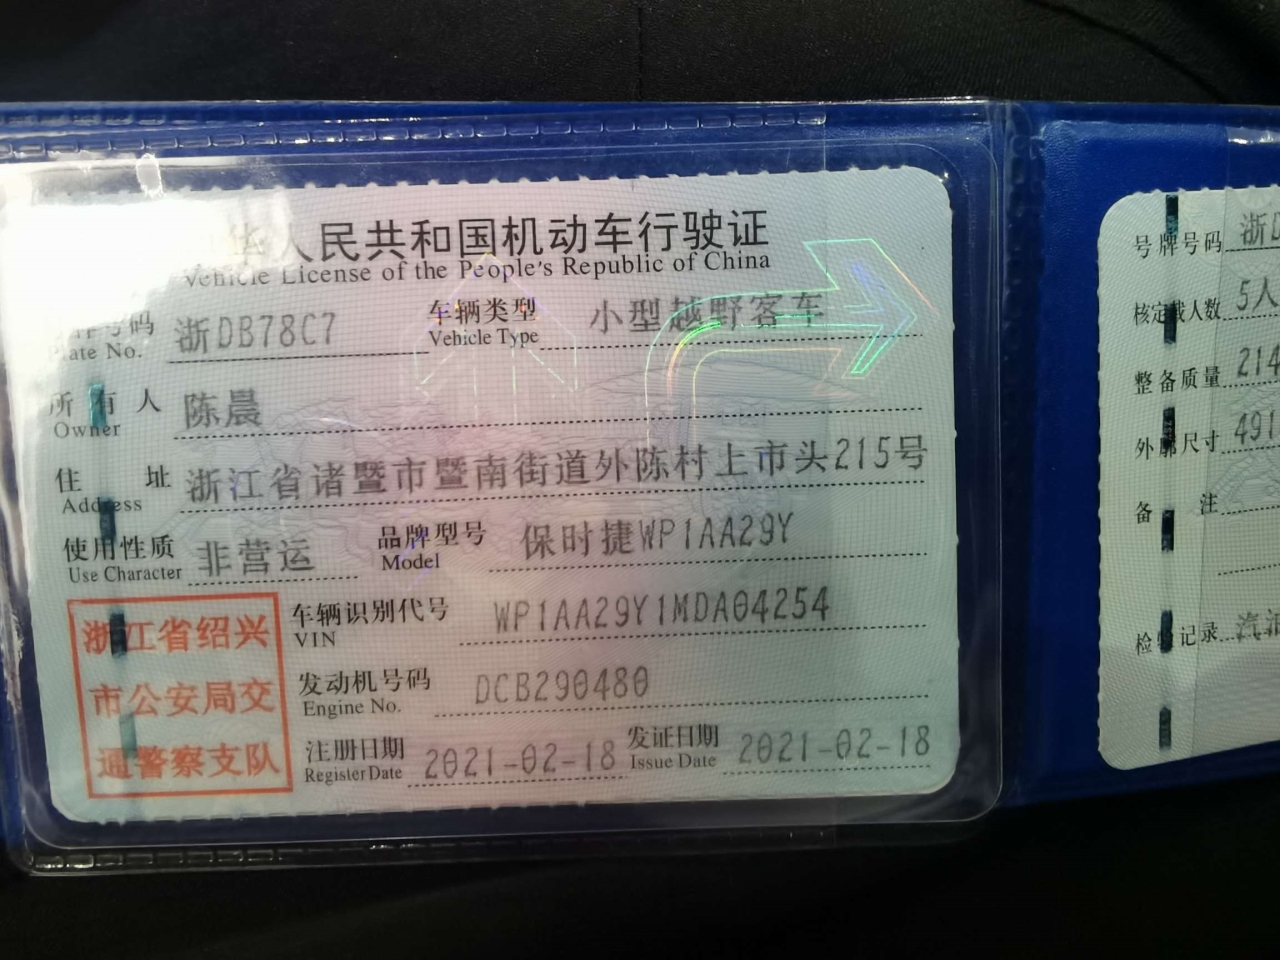 华人民共和国机动车行驶证
Vehicle License of the People's Republic of China
号码 浙DB78C7 车辆类型 小型越野客车
Plate No. Vehicle Type
所有人 陈晨
Owner
住址 浙江省诸暨市暨南街道外陈村上市头215号
Address
使用性质 非营运 品牌型号 保时捷WP1AA29Y
Use Character Model
浙江省绍兴
市公安局交
通警察支队
车辆识别代号 WP1AA29Y1MDA04254
VIN
发动机号码 DCB290480
Engine No.
注册日期 2021-02-18 发证日期 2021-02-18
Register Date Issue Date
号牌号码 浙
核定载人数 5人
整备质量 214
外廓尺寸 491
备注
检验记录 汽